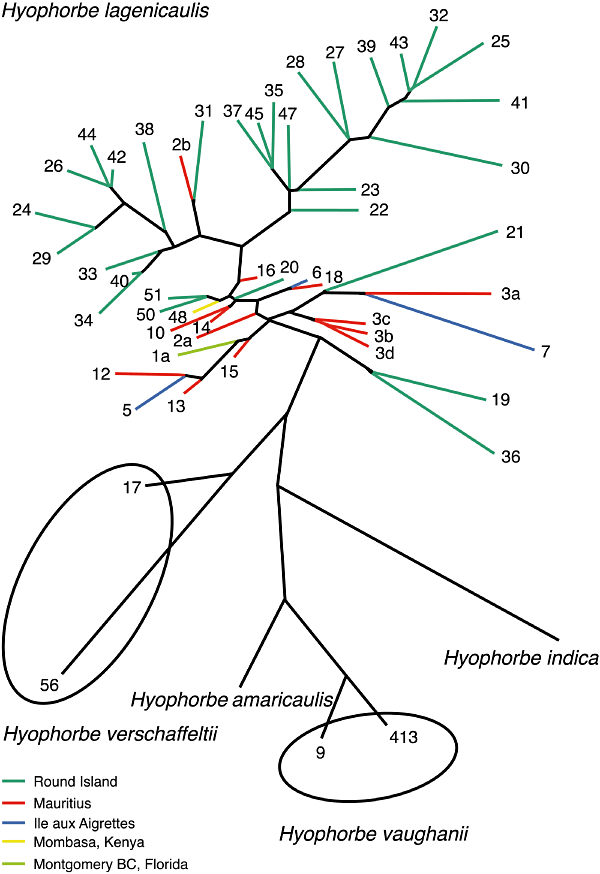 Hyophorbe lagenicaulis
32
43
25
39
27
28
41
35
37
45
47
31
38
2b
44
42
26
30
23
24
22
29
21
33
40
16
20
6
18
51
3a
34
50
48
14
10
3c
2a
3b
7
1a
3d
15
12
19
13
5
36
17
56
Hyophorbe indica
Hyophorbe amaricaulis
Hyophorbe verschaffeltii
413
9
Round Island
Mauritius
Ile aux Aigrettes
Mombasa, Kenya
Montgomery BC, Florida
Hyophorbe vaughanii